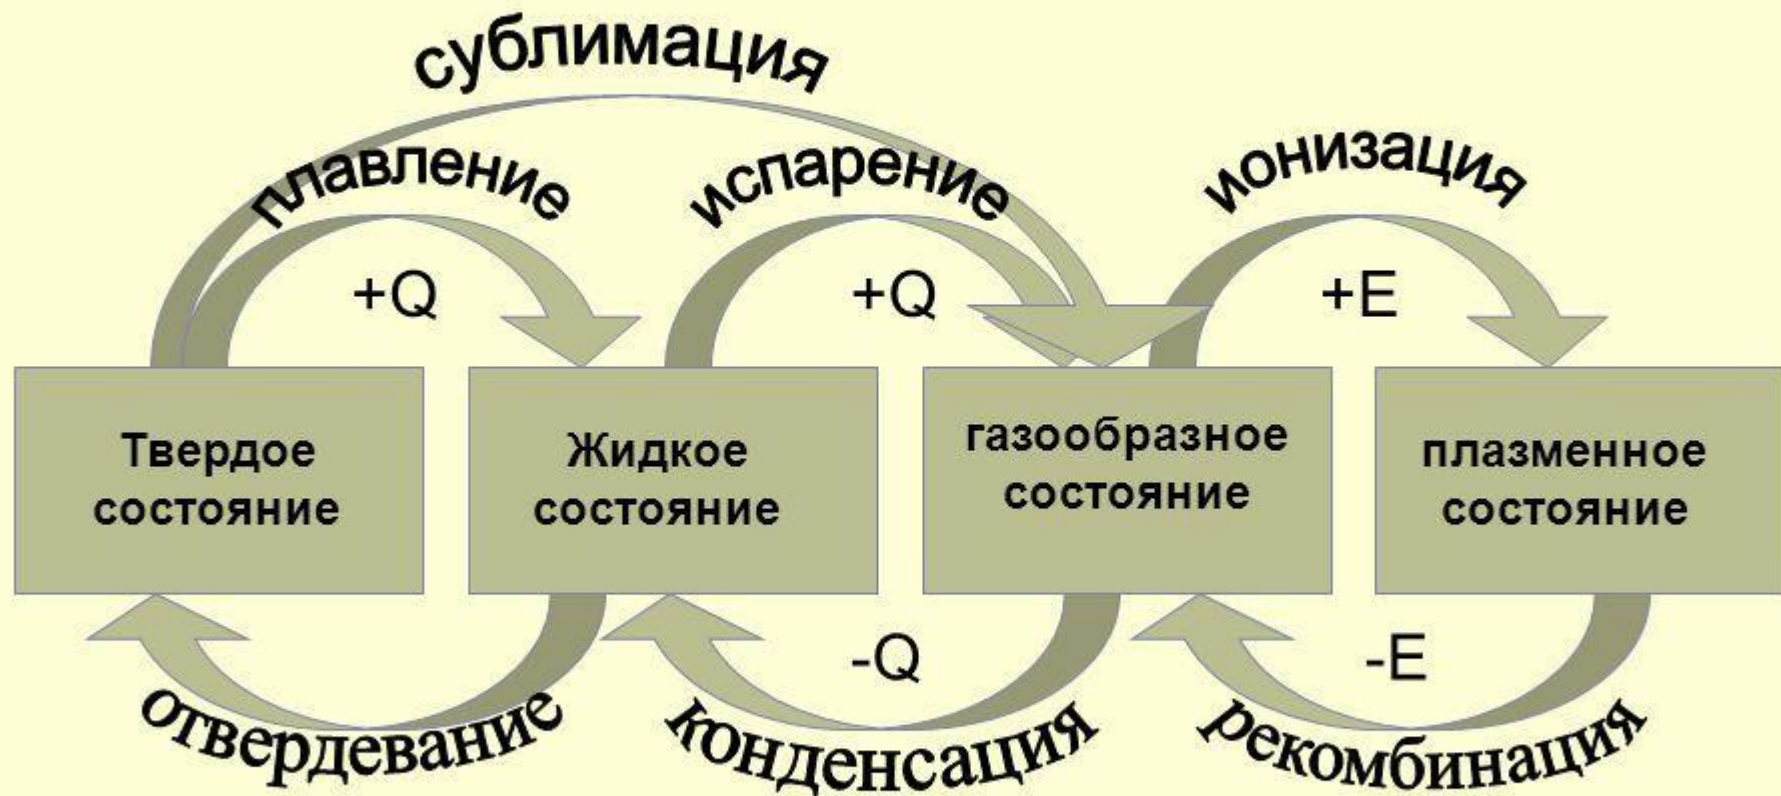 сублимация
плавление
испарение
ионизация
+Q
+Q
+E
Твердое
состояние
Жидкое
состояние
газообразное
состояние
плазменное
состояние
-Q
-E
отвердевание
конденсация
рекомбинация